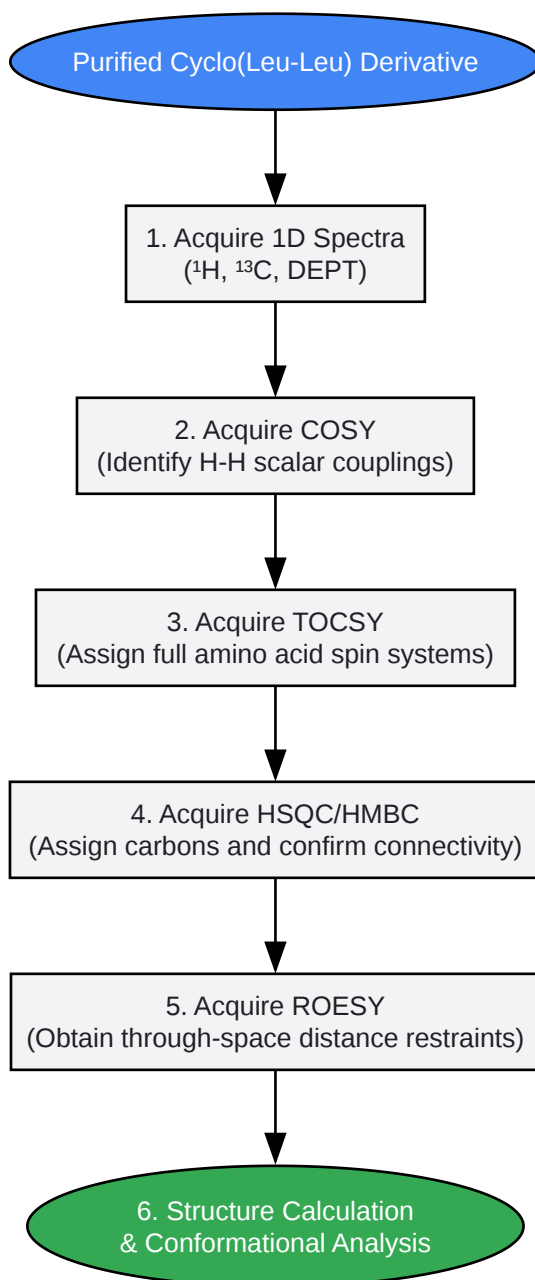 Purified Cyclo(Leu-Leu) Derivative
1. Acquire 1D Spectra
(¹H, ¹³C, DEPT)
2. Acquire COSY
(Identify H-H scalar couplings)
3. Acquire TOCSY
(Assign full amino acid spin systems)
4. Acquire HSQC/HMBC
(Assign carbons and confirm connectivity)
5. Acquire ROESY
(Obtain through-space distance restraints)
6. Structure Calculation
& Conformational Analysis